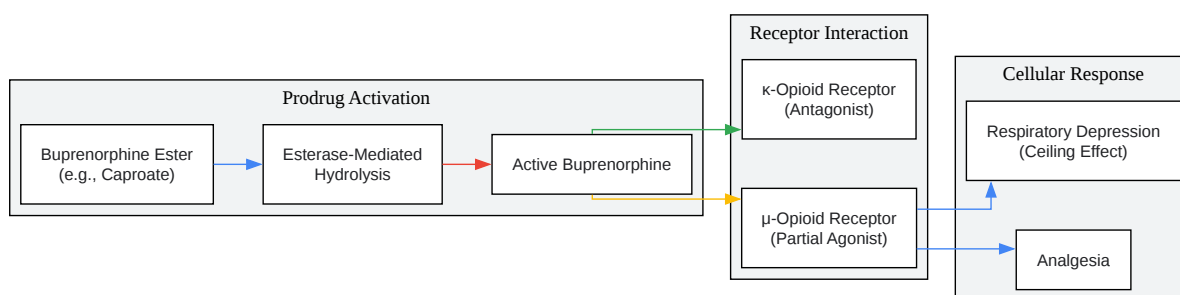 Prodrug Activation
Buprenorphine Ester
(e.g., Caproate)
Esterase-Mediated
Hydrolysis
Active Buprenorphine
Receptor Interaction
κ-Opioid Receptor
(Antagonist)
μ-Opioid Receptor
(Partial Agonist)
Cellular Response
Respiratory Depression
(Ceiling Effect)
Analgesia